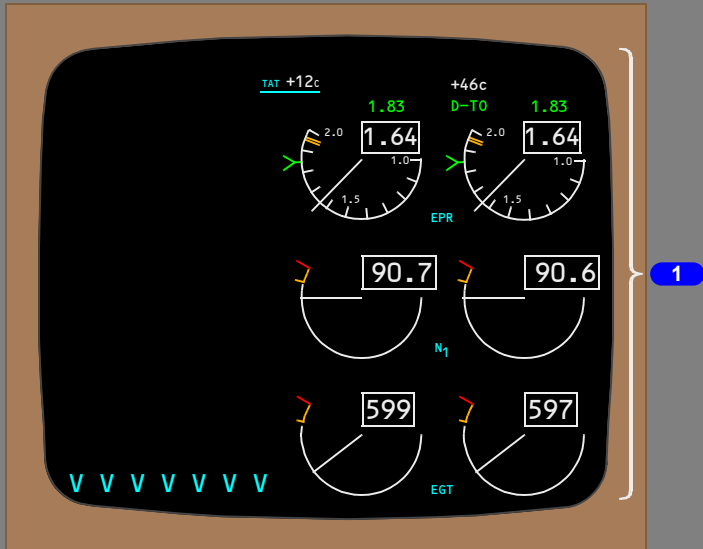 TAT +12c +46c
1.83 D-TO 1.83
2.0 1.64 2.0 1.64
1.0 1.0
1.5 1.5
EPR
90.7 90.6
1
N1
599 597
V V V V V V V EGT